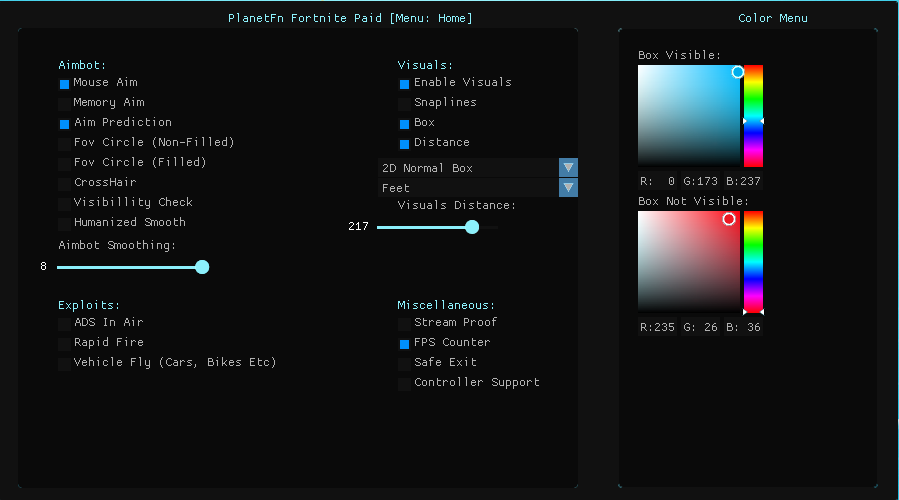 PlanetFn Fortnite Paid [Menu: Home]
Color Menu
Aimbot:
Mouse Aim
Memory Aim
Aim Prediction
Fov Circle (Non-Filled)
Fov Circle (Filled)
CrossHair
Visibillity Check
Humanized Smooth
Aimbot Smoothing:
8
Exploits:
ADS In Air
Rapid Fire
Vehicle Fly (Cars, Bikes Etc)
Visuals:
Enable Visuals
Snaplines
Box
Distance
2D Normal Box
Feet
Visuals Distance:
217
Miscellaneous:
Stream Proof
FPS Counter
Safe Exit
Controller Support
Box Visible:
R: 0 G:173 B:237
Box Not Visible:
R:235 G: 26 B: 36